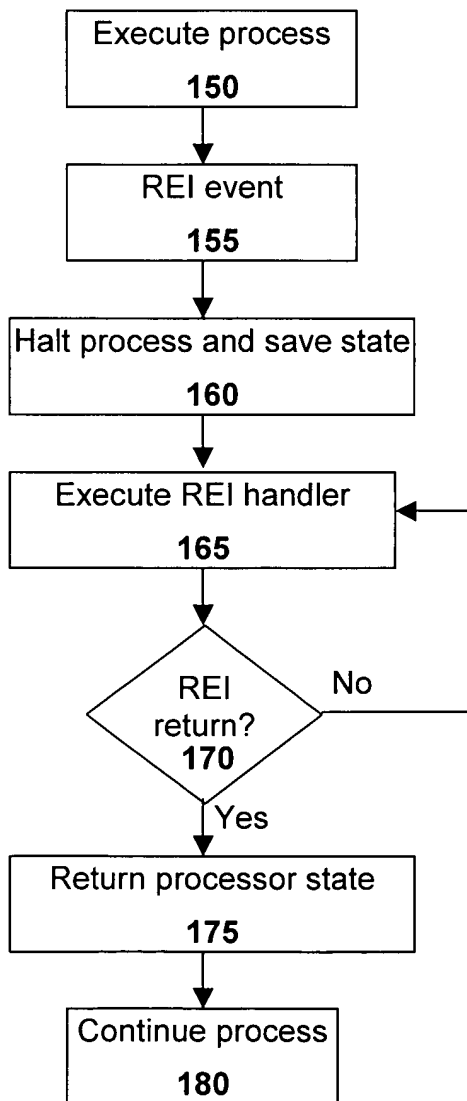 Execute process
150
REI event
155
Halt process and save state
160
Execute REI handler
165
REI
return?
170
No
Yes
Return processor state
175
Continue process
180